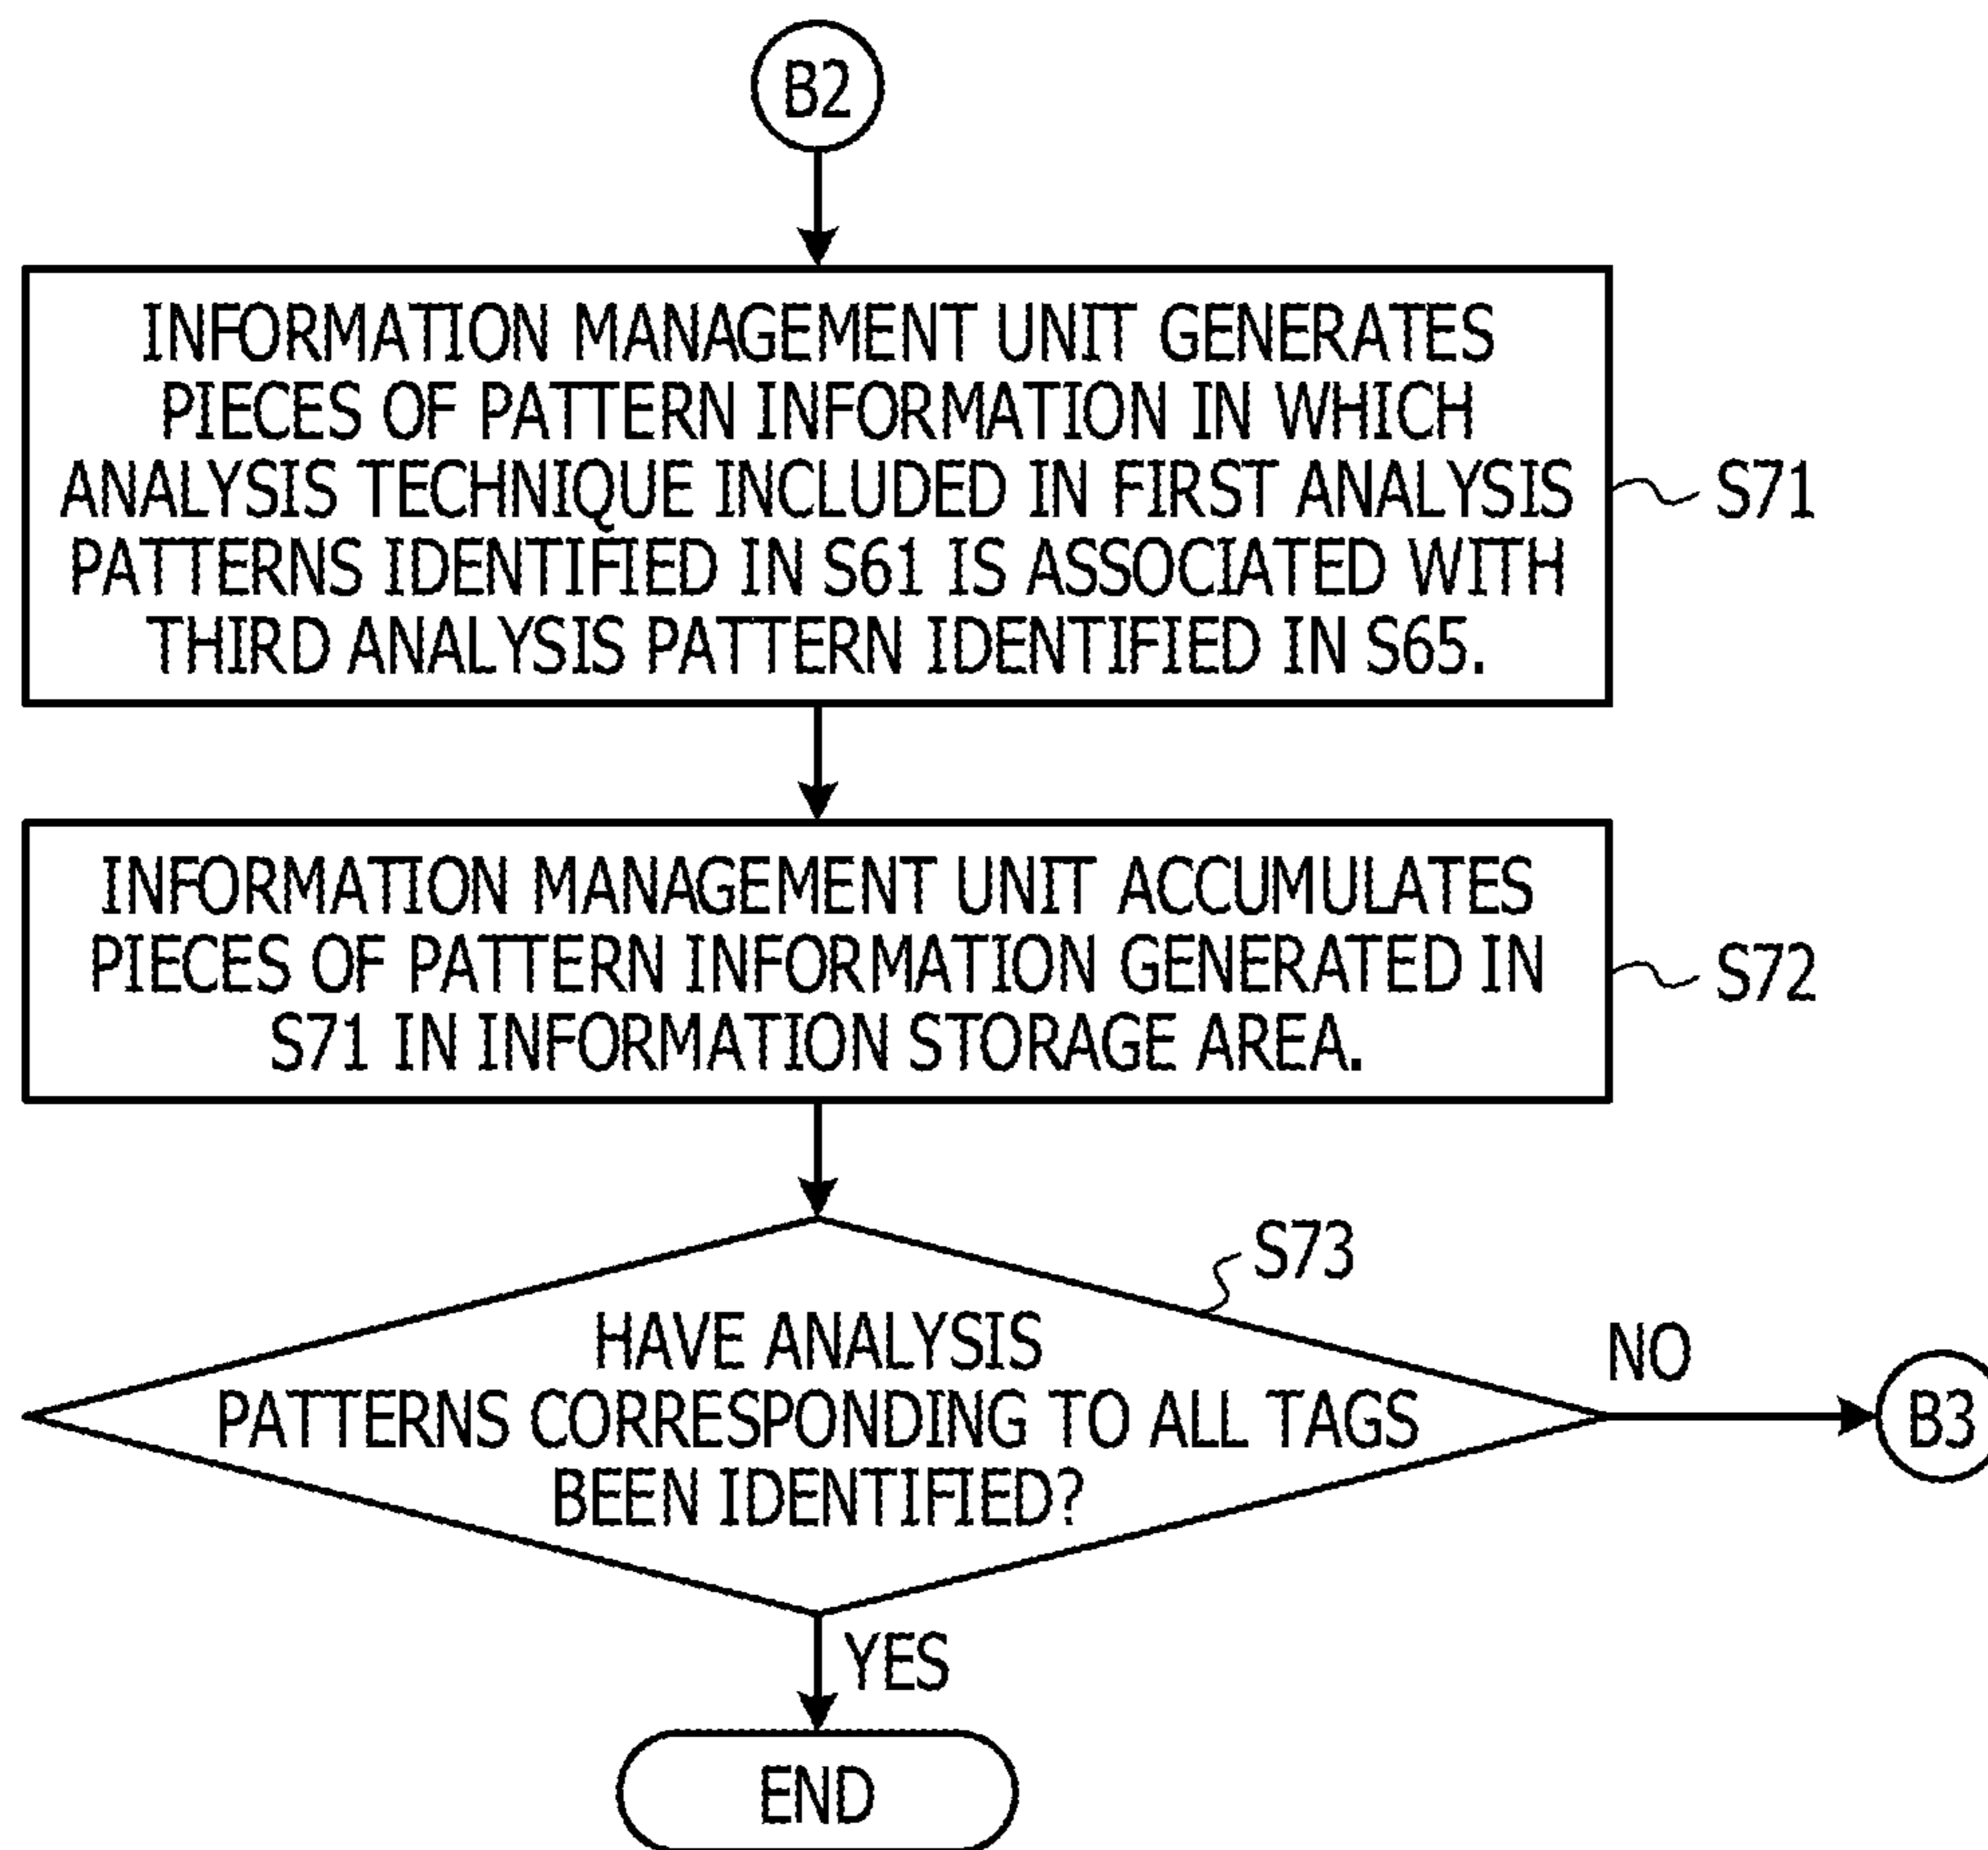 B2
INFORMATION MANAGEMENT UNIT GENERATES
PIECES OF PATTERN INFORMATION IN WHICH
ANALYSIS TECHNIQUE INCLUDED IN FIRST ANALYSIS
PATTERNS IDENTIFIED IN S61 IS ASSOCIATED WITH
THIRD ANALYSIS PATTERN IDENTIFIED IN S65.
S71
INFORMATION MANAGEMENT UNIT ACCUMULATES
PIECES OF PATTERN INFORMATION GENERATED IN
S71 IN INFORMATION STORAGE AREA.
S72
S73
HAVE ANALYSIS
PATTERNS CORRESPONDING TO ALL TAGS
BEEN IDENTIFIED?
NO
B3
YES
END